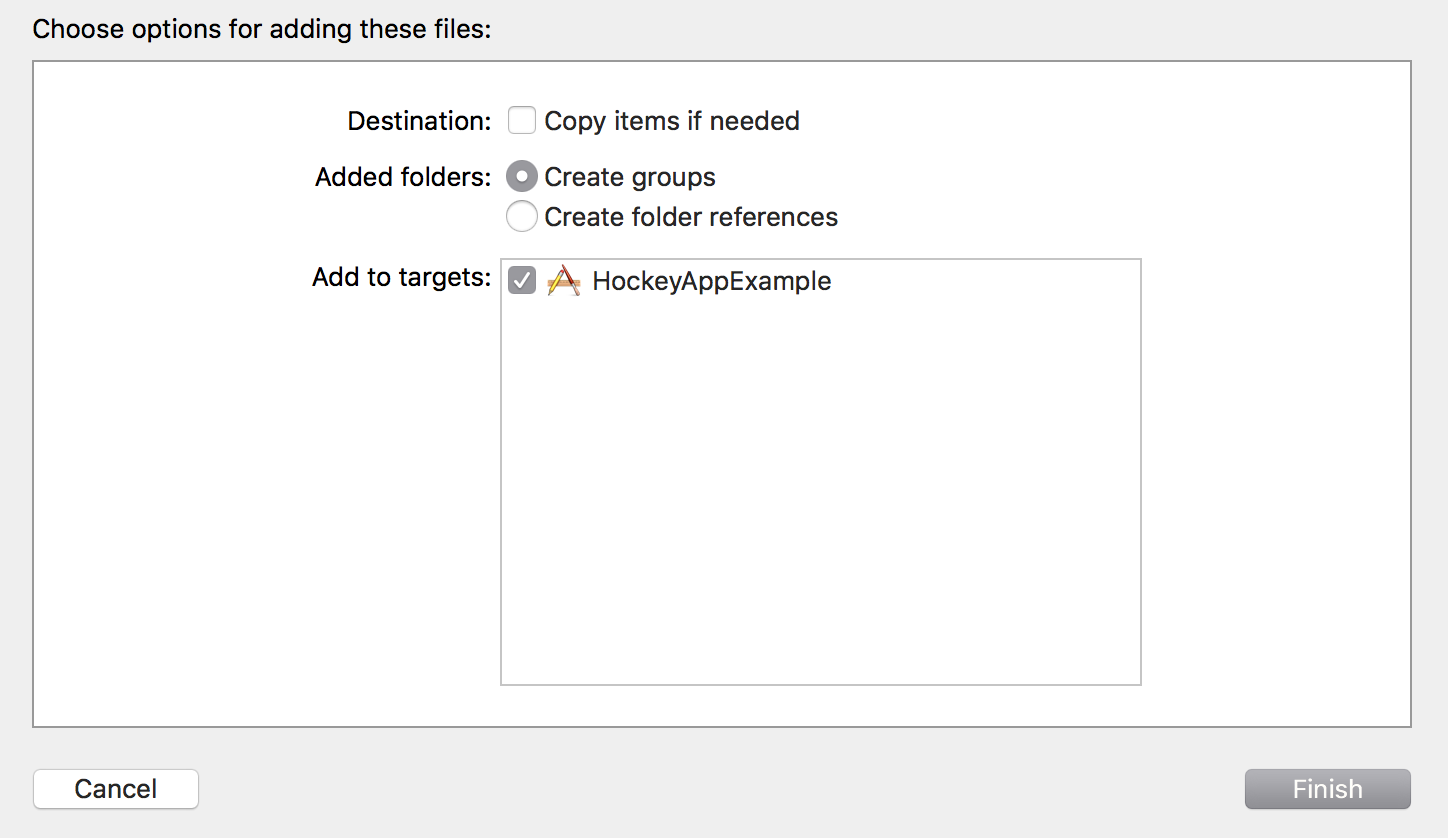 Choose options for adding these files:
Destination: Copy items if needed
Added folders: Create groups
Create folder references
Add to targets: HockeyAppExample
Cancel Finish